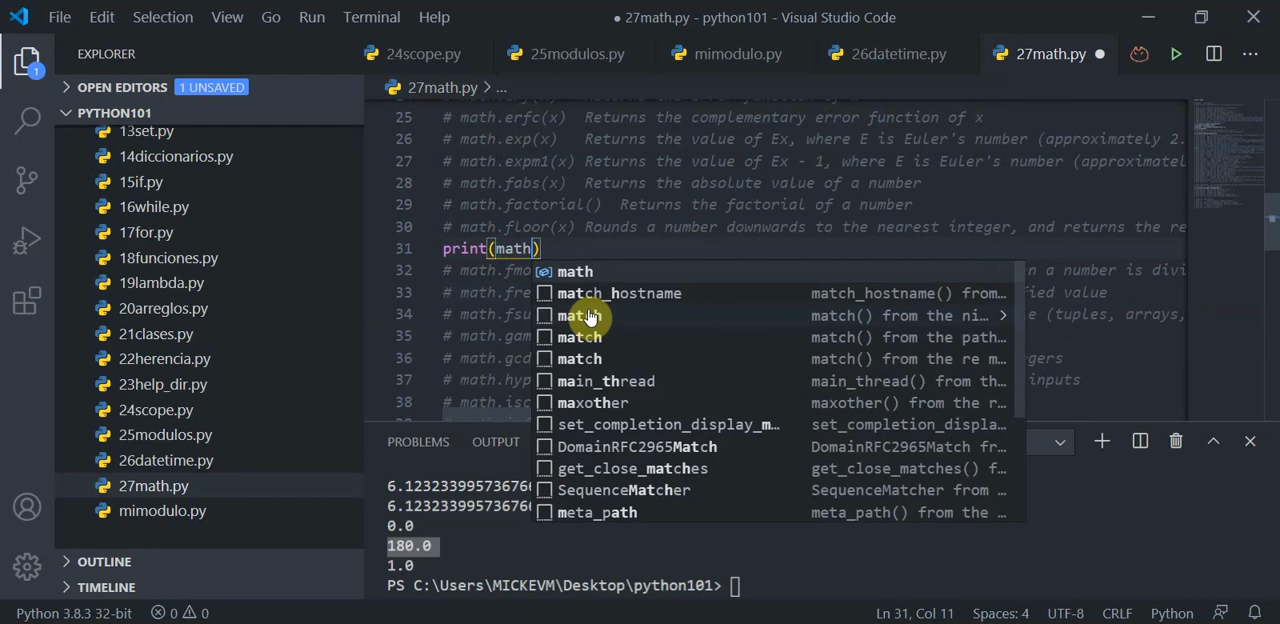 File Edit Selection View Go Run Terminal Help
● 27math.py - python101 - Visual Studio Code
EXPLORER
24scope.py 25modulos.py mimodulo.py 26datetime.py 27math.py ●
1
OPEN EDITORS 1 UNSAVED
PYTHON101
13set.py
14diccionarios.py
15if.py
16while.py
17for.py
18funciones.py
19lambda.py
20arreglos.py
21clases.py
22herencia.py
23help_dir.py
24scope.py
25modulos.py
26datetime.py
27math.py
mimodulo.py
OUTLINE
TIMELINE
27math.py > ...
25 # math.erfc(x) Returns the complementary error function of x
26 # math.exp(x) Returns the value of Ex, where E is Euler's number (approximately 2.
27 # math.expm1(x) Returns the value of Ex - 1, where E is Euler's number (approximatel
28 # math.fabs(x) Returns the absolute value of a number
29 # math.factorial() Returns the factorial of a number
30 # math.floor(x) Rounds a number downwards to the nearest integer, and returns the re
31 print(math)
32 # math.fmo n a number is divi
33 # math.fre fied value
34 # math.fsu e (tuples, arrays,
35 # math.gam
36 # math.gcd egers
37 # math.hyp inputs
38 # math.isc
math
match_hostname match_hostname() from…
match match() from the ni…
match match() from the path…
match match() from the re m…
main_thread main_thread() from th…
maxother maxother() from the r…
set_completion_display_m… set_completion_displa…
DomainRFC2965Match DomainRFC2965Match fr…
get_close_matches get_close_matches() f…
SequenceMatcher SequenceMatcher from …
meta_path meta_path() from the …
PROBLEMS OUTPUT
6.12323399573676
6.12323399573676
0.0
180.0
1.0
PS C:\Users\MICKEVM\Desktop\python101>
Python 3.8.3 32-bit 0 0 Ln 31, Col 11 Spaces: 4 UTF-8 CRLF Python